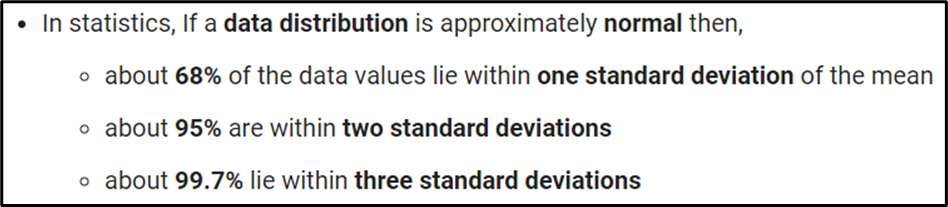 • In statistics, If a data distribution is approximately normal then,
◦ about 68% of the data values lie within one standard deviation of the mean
◦ about 95% are within two standard deviations
◦ about 99.7% lie within three standard deviations